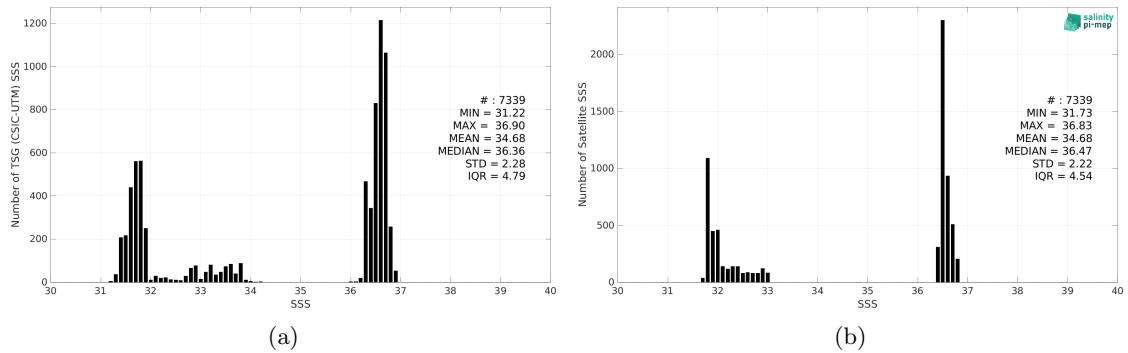 1200
1000
800
600
400
200
0
Number of TSG (CSIC-UTM) SSS
# : 7339
MIN = 31.22
MAX = 36.90
MEAN = 34.68
MEDIAN = 36.36
STD = 2.28
IQR = 4.79
30 31 32 33 34 35 36 37 38 39 40
SSS
(a)
salinity
pi-mep
2000
1500
1000
500
0
Number of Satellite SSS
# : 7339
MIN = 31.73
MAX = 36.83
MEAN = 34.68
MEDIAN = 36.47
STD = 2.22
IQR = 4.54
30 31 32 33 34 35 36 37 38 39 40
SSS
(b)